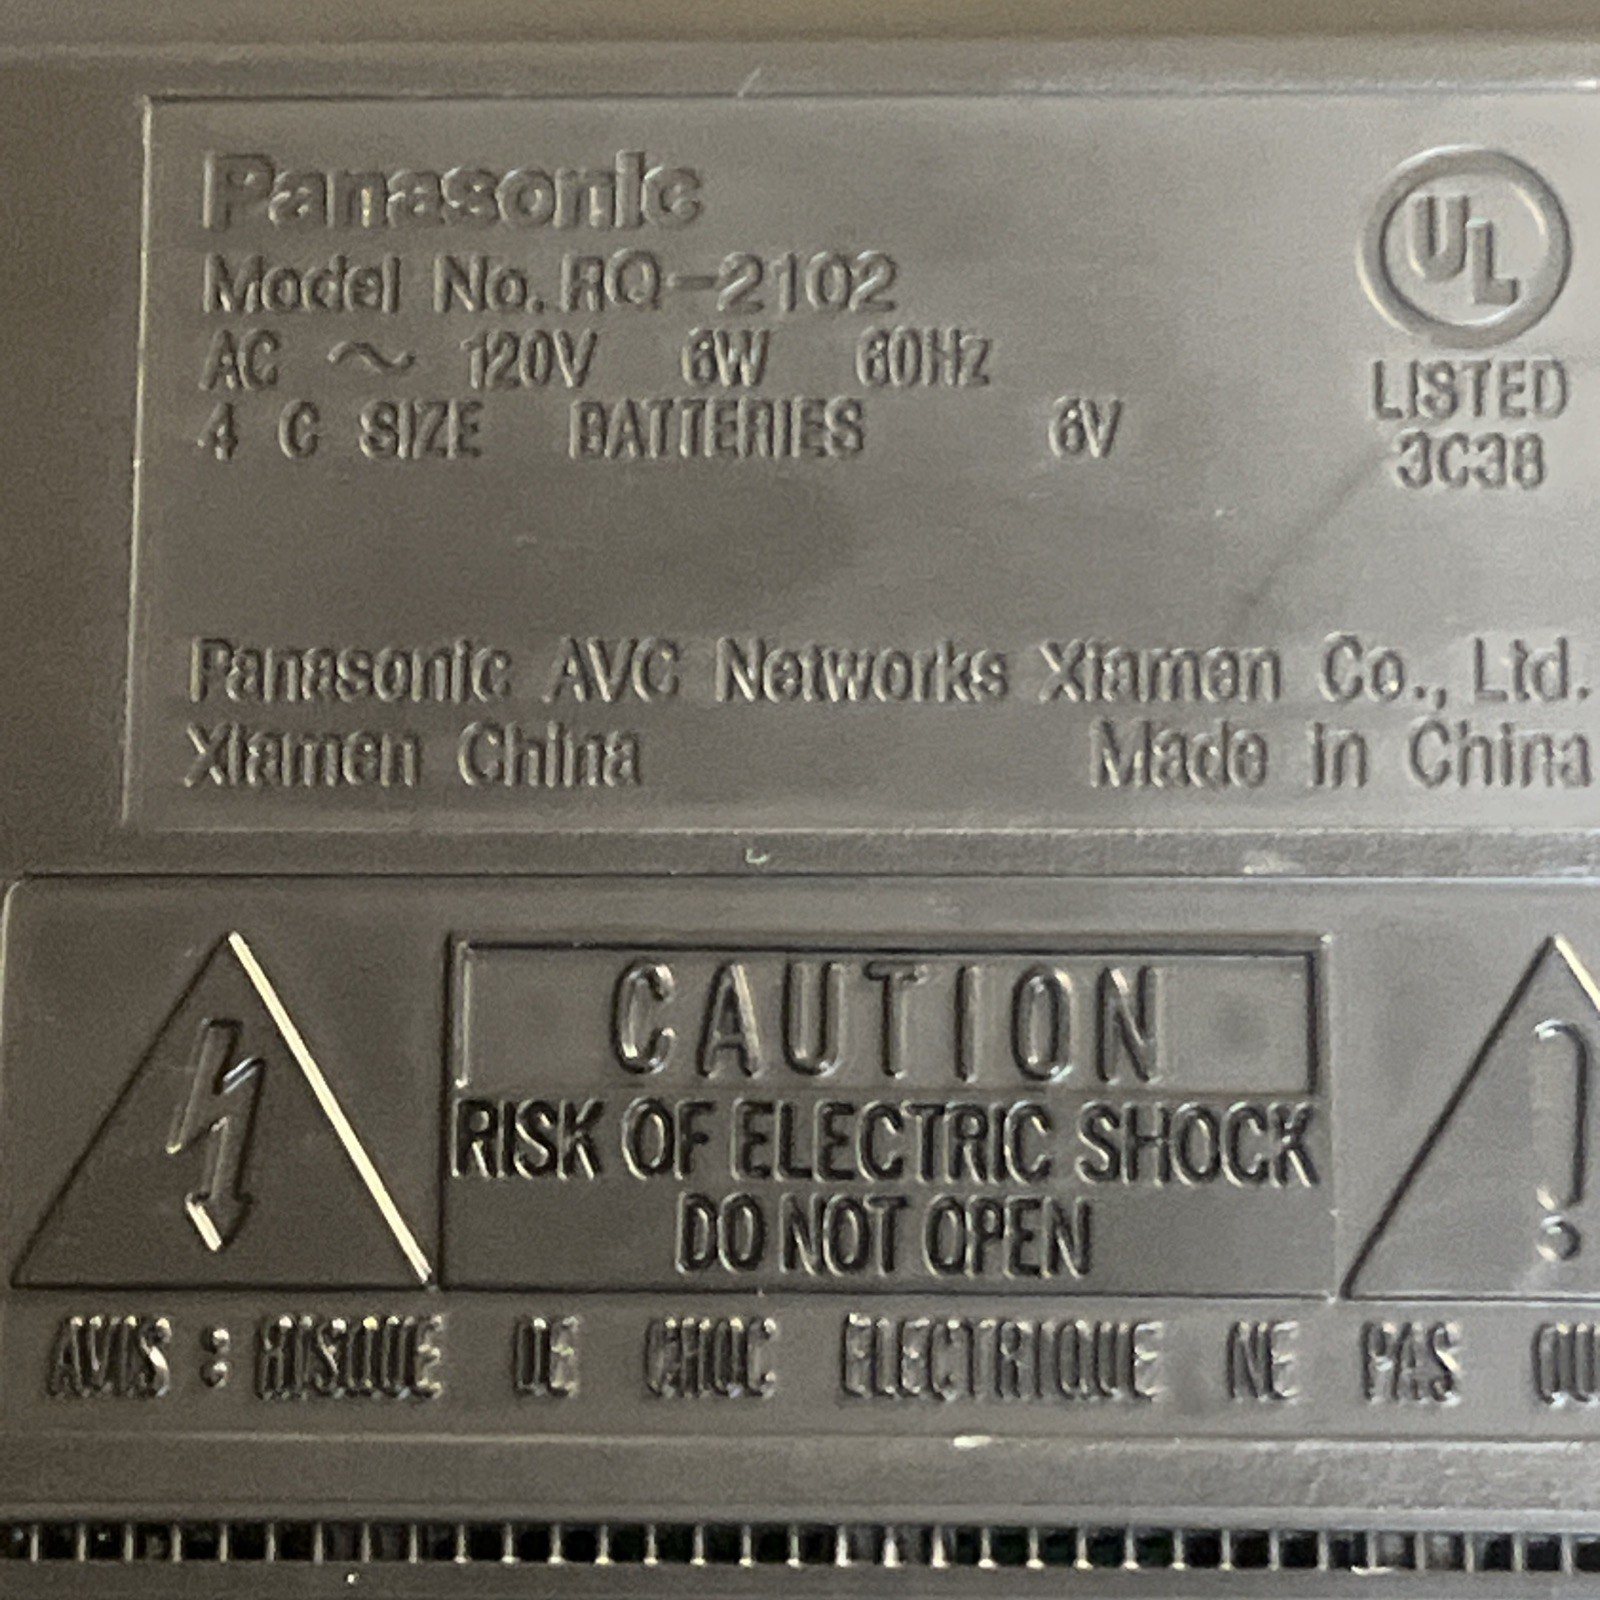 Panasonic
Model No. RQ-2102
AC ~ 120V 6W 60Hz
4 C SIZE BATTERIES 6V
UL
LISTED
3C38
Panasonic AVC Networks Xiamen Co., Ltd.
Xiamen China Made in China
CAUTION
RISK OF ELECTRIC SHOCK
DO NOT OPEN
!
AVIS : RISQUE DE CHOC ELECTRIQUE NE PAS OU